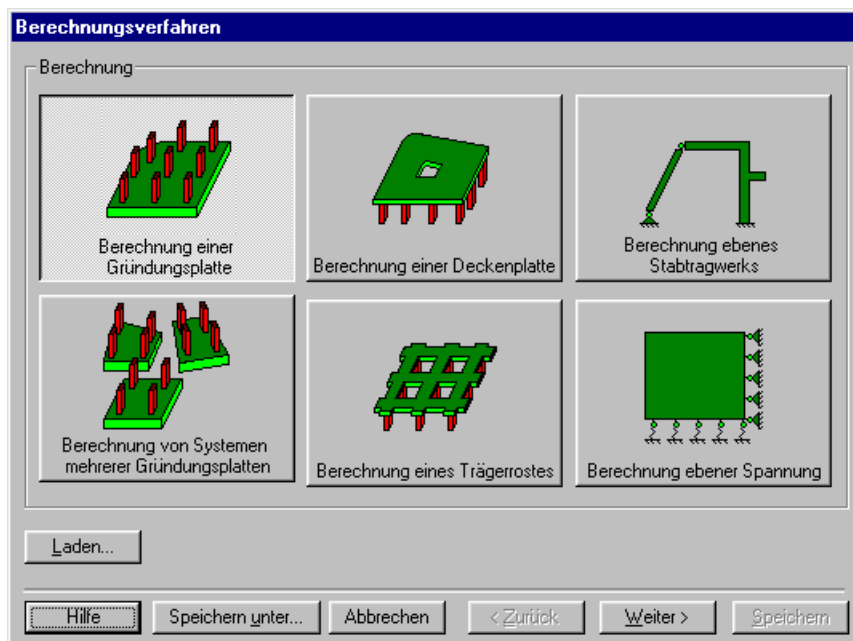 Berechnungsverfahren
Berechnung
Berechnung einer
Gründungsplatte
Berechnung einer Deckenplatte
Berechnung ebenes
Stabtragwerks
Berechnung von Systemen
mehrerer Gründungsplatten
Berechnung eines Trägerrostes
Berechnung ebener Spannung
Laden...
Hilfe
Speichern unter...
Abbrechen
< Zurück
Weiter >
Speichern